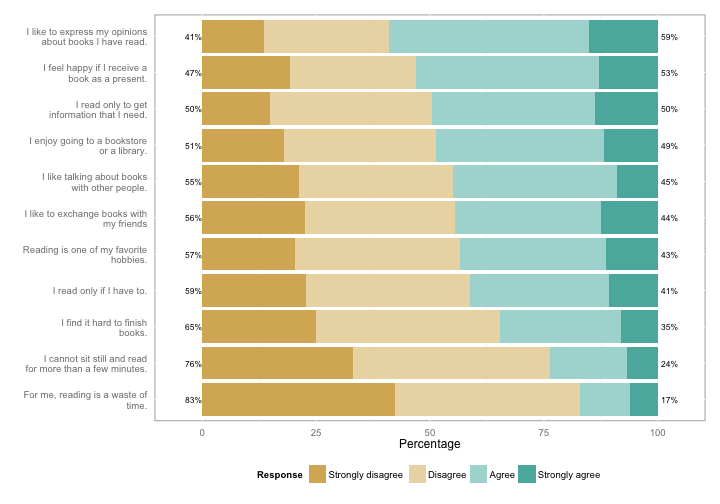 I like to express my opinions
about books I have read.
41%
59%
I feel happy if I receive a
book as a present.
47%
53%
I read only to get
information that I need.
50%
50%
I enjoy going to a bookstore
or a library.
51%
49%
I like talking about books
with other people.
55%
45%
I like to exchange books with
my friends
56%
44%
Reading is one of my favorite
hobbies.
57%
43%
I read only if I have to.
59%
41%
I find it hard to finish
books.
65%
35%
I cannot sit still and read
for more than a few minutes.
76%
24%
For me, reading is a waste of
time.
83%
17%
0 25 50 75 100
Percentage
Response Strongly disagree Disagree Agree Strongly agree